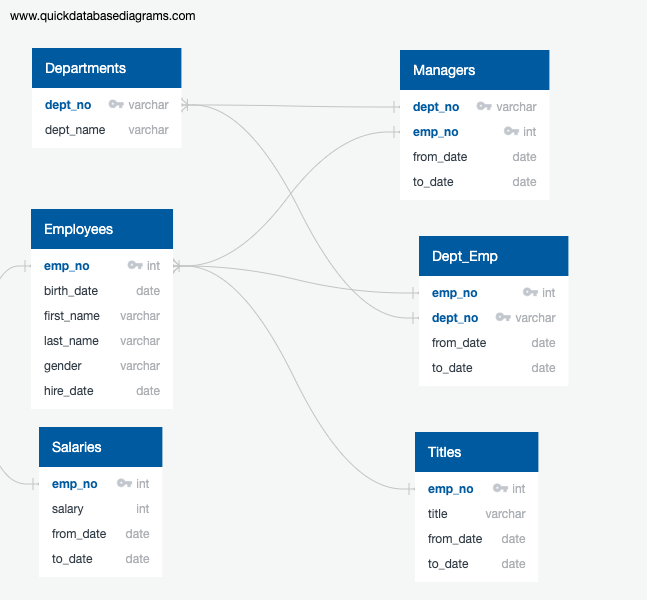 www.quickdatabasediagrams.com
Departments
dept_no varchar
dept_name varchar
Managers
dept_no varchar
emp_no int
from_date date
to_date date
Employees
emp_no int
birth_date date
first_name varchar
last_name varchar
gender varchar
hire_date date
Dept_Emp
emp_no int
dept_no varchar
from_date date
to_date date
Salaries
emp_no int
salary int
from_date date
to_date date
Titles
emp_no int
title varchar
from_date date
to_date date